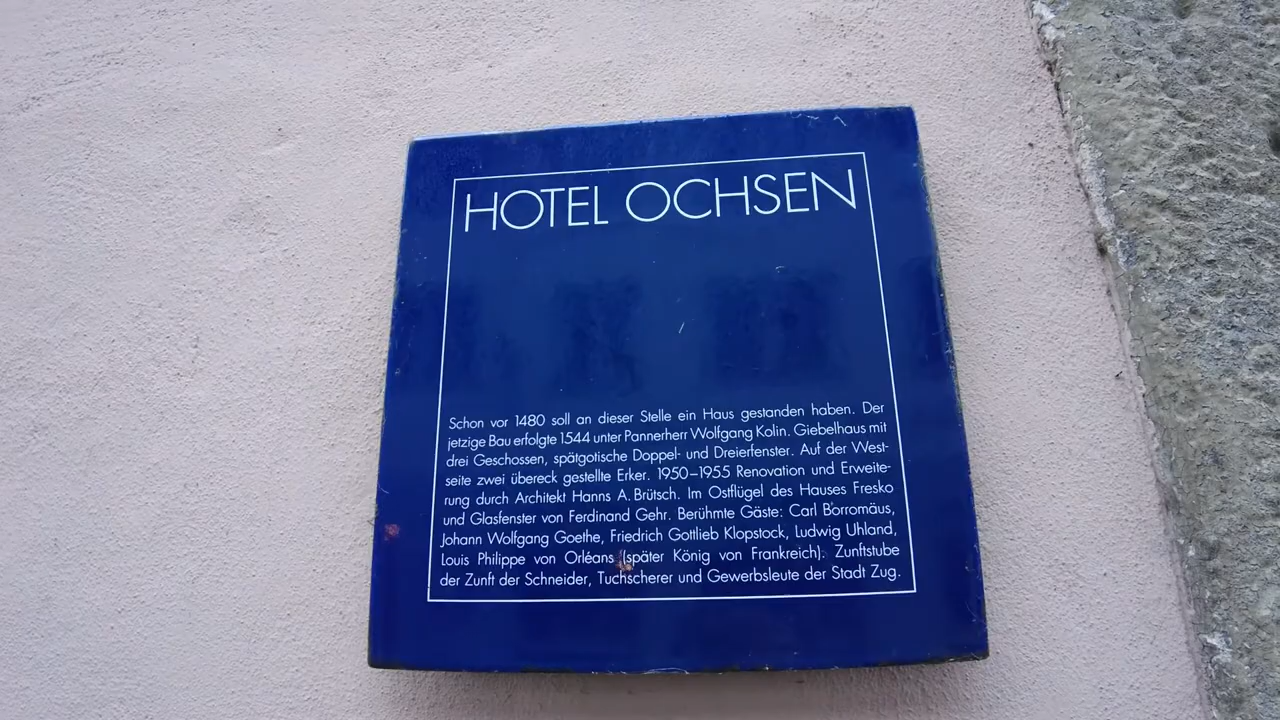 HOTEL OCHSEN
Schon vor 1480 soll an dieser Stelle ein Haus gestanden haben. Der
jetzige Bau erfolgte 1544 unter Pannerherr Wolfgang Kolin. Giebelhaus mit
drei Geschossen, spätgotische Doppel- und Dreierfenster. Auf der West-
seite zwei übereck gestellte Erker. 1950–1955 Renovation und Erweite-
rung durch Architekt Hanns A. Brütsch. Im Ostflügel des Hauses Fresko
und Glasfenster von Ferdinand Gehr. Berühmte Gäste: Carl Borromäus,
Johann Wolfgang Goethe, Friedrich Gottlieb Klopstock, Ludwig Uhland,
Louis Philippe von Orléans (später König von Frankreich). Zunftstube
der Zunft der Schneider, Tuchscherer und Gewerbsleute der Stadt Zug.